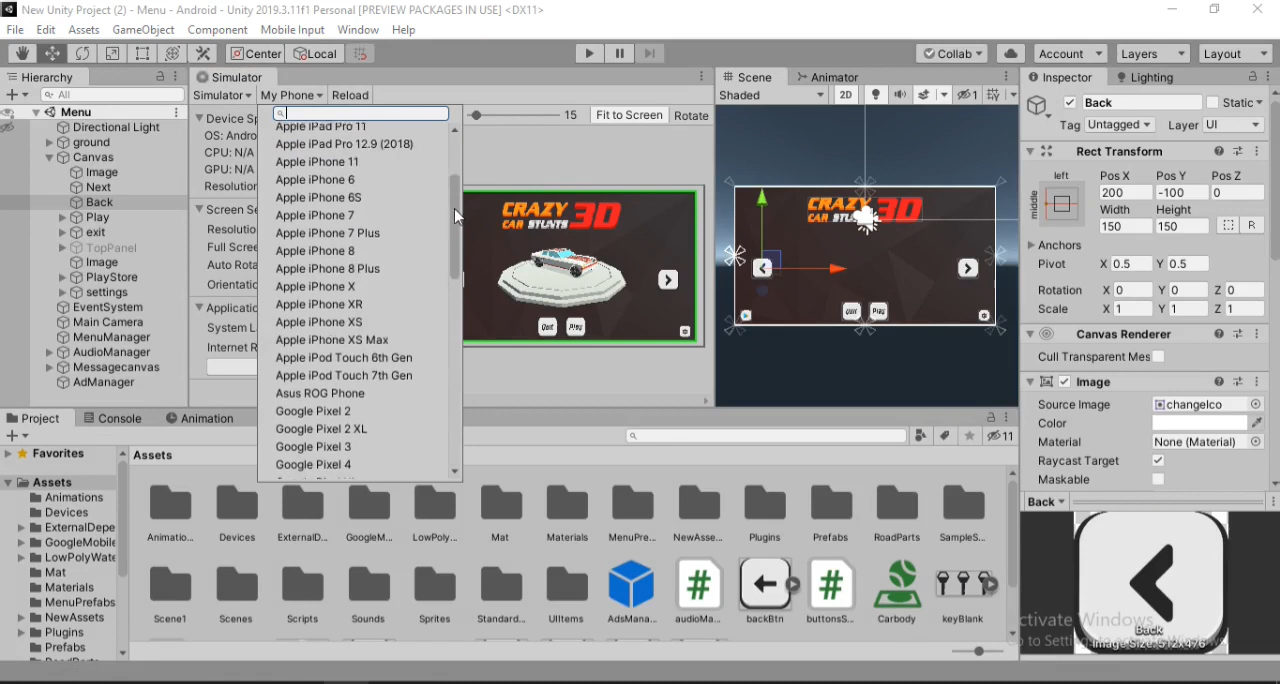 New Unity Project (2) - Menu - Android - Unity 2019.3.11f1 Personal [PREVIEW PACKAGES IN USE] <DX11>
File Edit Assets GameObject Component Mobile Input Window Help
Center Local Collab Account Layers Layout
Hierarchy
All
Menu
Directional Light
ground
Canvas
Image
Next
Back
Play
exit
TopPanel
Image
PlayStore
settings
EventSystem
Main Camera
MenuManager
AudioManager
Messagecanvas
AdManager
Simulator
Simulator My Phone Reload
15 Fit to Screen Rotate
Device Sp
OS: Andro
CPU: N/A
GPU: N/A
Resolution
Screen Se
Resolutio
Full Scree
Auto Rota
Orientatio
Applicatio
System L
Internet R
Apple iPad Pro 11
Apple iPad Pro 12.9 (2018)
Apple iPhone 11
Apple iPhone 6
Apple iPhone 6S
Apple iPhone 7
Apple iPhone 7 Plus
Apple iPhone 8
Apple iPhone 8 Plus
Apple iPhone X
Apple iPhone XR
Apple iPhone XS
Apple iPhone XS Max
Apple iPod Touch 6th Gen
Apple iPod Touch 7th Gen
Asus ROG Phone
Google Pixel 2
Google Pixel 2 XL
Google Pixel 3
Google Pixel 4
CRAZY CAR STUNTS 3D
Quit Play
Scene Animator
Shaded 2D 1
CRAZY CAR STUNTS 3D
Quit Play
Inspector Lighting
Back Static
Tag Untagged Layer UI
Rect Transform
left Pos X Pos Y Pos Z
middle 200 -100 0
Width Height
150 150 R
Anchors
Pivot X 0.5 Y 0.5
Rotation X 0 Y 0 Z 0
Scale X 1 Y 1 Z 1
Canvas Renderer
Cull Transparent Mes
Image
Source Image changeIco
Color
Material None (Material)
Raycast Target
Maskable
Back
Back
Image Size: 512x476
Project Console Animation
11
Favorites
Assets
Animations
Devices
ExternalDepe
GoogleMobile
LowPolyWate
Mat
Materials
MenuPrefabs
NewAssets
Plugins
Prefabs
Assets
Animatio... Devices ExternalD... GoogleM... LowPoly... Mat Materials MenuPre... NewAsse... Plugins Prefabs RoadParts SampleS...
Scene1 Scenes Scripts Sounds Sprites Standard... UIItems AdsMana... audioMa... backBtn buttonsS... Carbody keyBlank